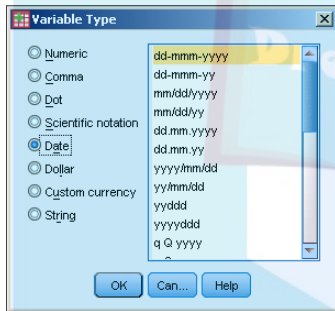 Variable Type
Numeric
Comma
Dot
Scientific notation
Date
Dollar
Custom currency
String
dd-mmm-yyyy
dd-mmm-yy
mm/dd/yyyy
mm/dd/yy
dd.mm.yyyy
dd.mm.yy
yyyy/mm/dd
yy/mm/dd
yyddd
yyyyddd
q Q yyyy
OK Can... Help